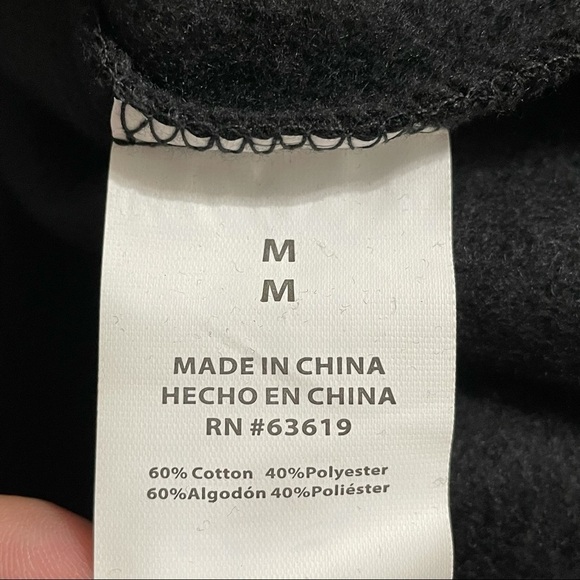 M
M
MADE IN CHINA
HECHO EN CHINA
RN #63619
60% Cotton 40%Polyester
60%Algodón 40%Poliéster